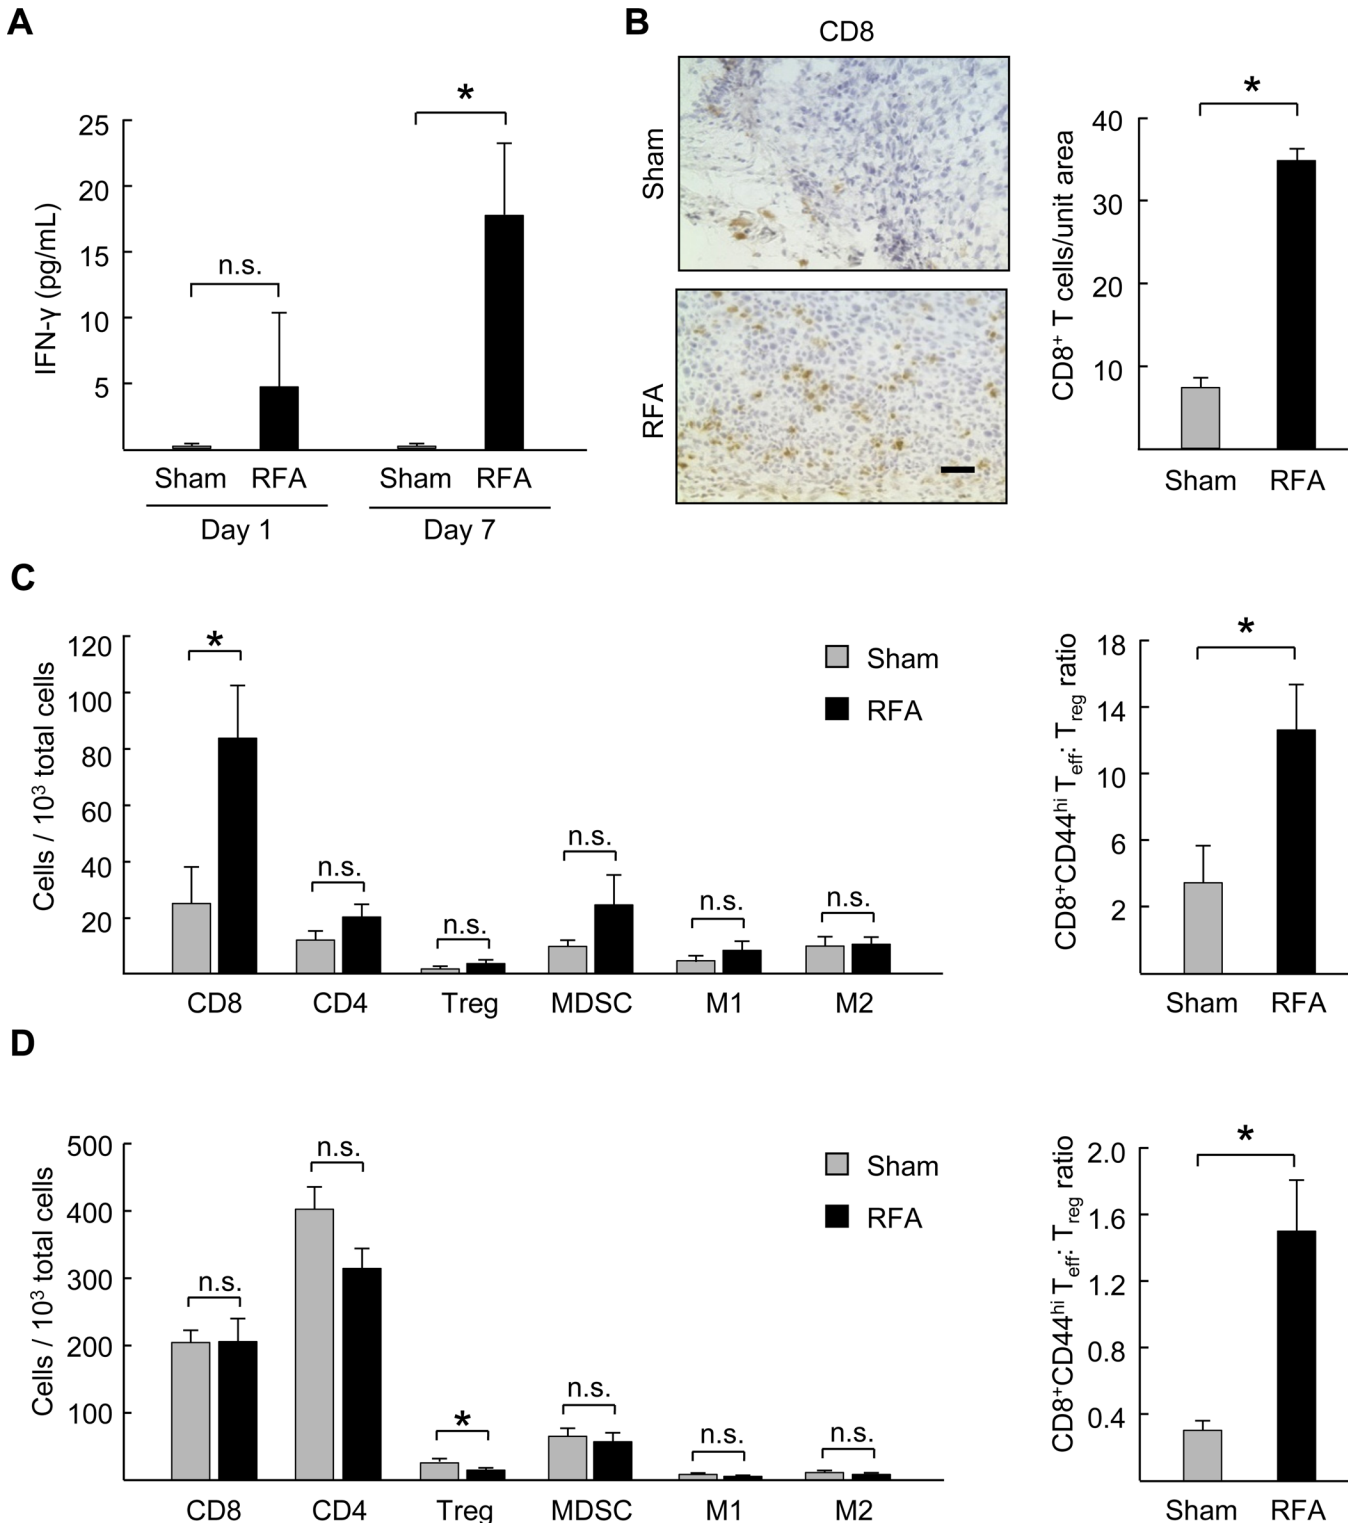 A
IFN-γ (pg/mL)
25
20
15
10
5
n.s.
*
Sham RFA Sham RFA
Day 1 Day 7
B
CD8
Sham
RFA
CD8⁺ T cells/unit area
40
30
20
10
*
Sham RFA
C
Cells / 10³ total cells
120
100
80
60
40
20
*
n.s.
n.s.
n.s.
n.s.
n.s.
Sham
RFA
CD8 CD4 Treg MDSC M1 M2
CD8⁺CD44ʰⁱ Teff: Treg ratio
18
14
10
6
2
*
Sham RFA
D
Cells / 10³ total cells
500
400
300
200
100
n.s.
n.s.
*
n.s.
n.s.
n.s.
Sham
RFA
CD8 CD4 Treg MDSC M1 M2
CD8⁺CD44ʰⁱ Teff: Treg ratio
2.0
1.6
1.2
0.8
0.4
*
Sham RFA